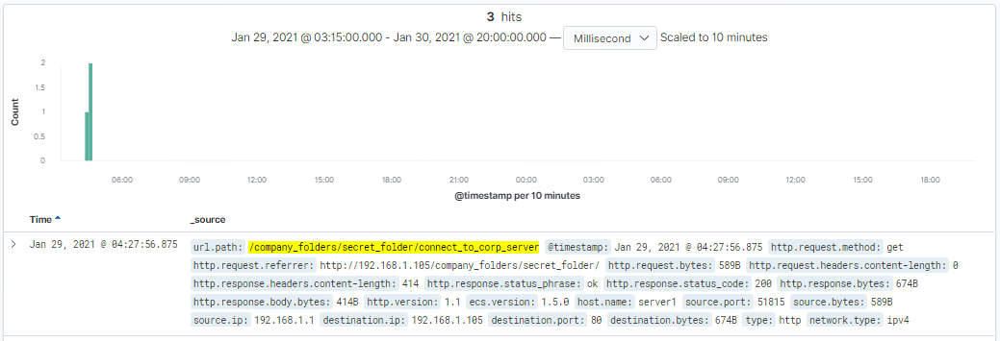 3 hits
Jan 29, 2021 @ 03:15:00.000 - Jan 30, 2021 @ 20:00:00.000 — Millisecond Scaled to 10 minutes
2
1.5
1
0.5
0
Count
06:00 09:00 12:00 15:00 18:00 21:00 00:00 03:00 06:00 09:00 12:00 15:00 18:00
@timestamp per 10 minutes
Time _source
Jan 29, 2021 @ 04:27:56.875 url.path: /company_folders/secret_folder/connect_to_corp_server @timestamp: Jan 29, 2021 @ 04:27:56.875 http.request.method: get
http.request.referrer: http://192.168.1.105/company_folders/secret_folder/ http.request.bytes: 589B http.request.headers.content-length: 0
http.response.headers.content-length: 414 http.response.status_phrase: ok http.response.status_code: 200 http.response.bytes: 674B
http.response.body.bytes: 414B http.version: 1.1 ecs.version: 1.5.0 host.name: server1 source.port: 51815 source.bytes: 589B
source.ip: 192.168.1.1 destination.ip: 192.168.1.105 destination.port: 80 destination.bytes: 674B type: http network.type: ipv4